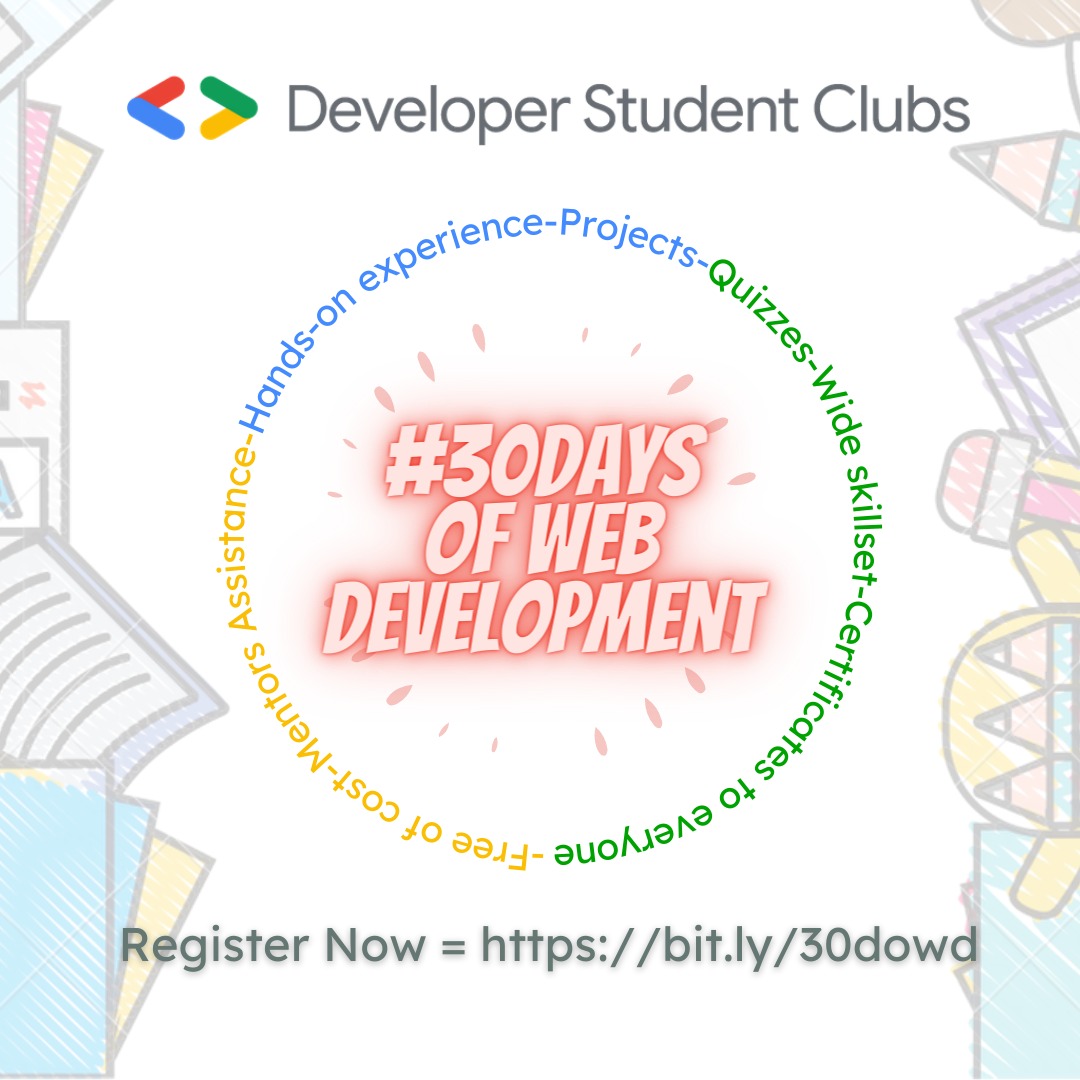 Developer Student Clubs
Hands-on experience-Projects-Quizzes-Wide skillset-Certificates to everyone -Free of cost-Mentors Assistance-
#30DAYS
OF WEB
DEVELOPMENT
Register Now = https://bit.ly/30dowd